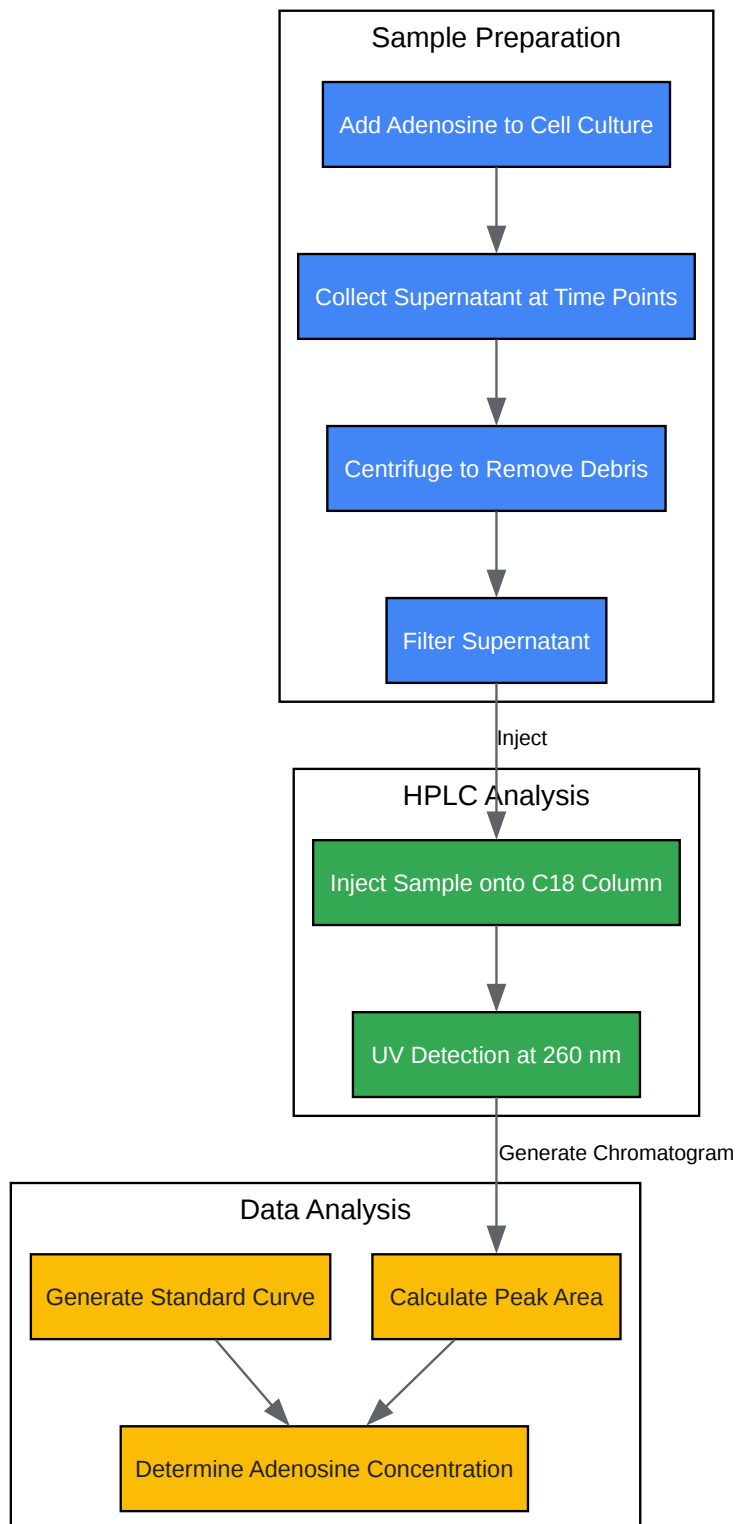 Sample Preparation
Add Adenosine to Cell Culture
Collect Supernatant at Time Points
Centrifuge to Remove Debris
Filter Supernatant
Inject
HPLC Analysis
Inject Sample onto C18 Column
UV Detection at 260 nm
Generate Chromatogram
Data Analysis
Generate Standard Curve
Calculate Peak Area
Determine Adenosine Concentration